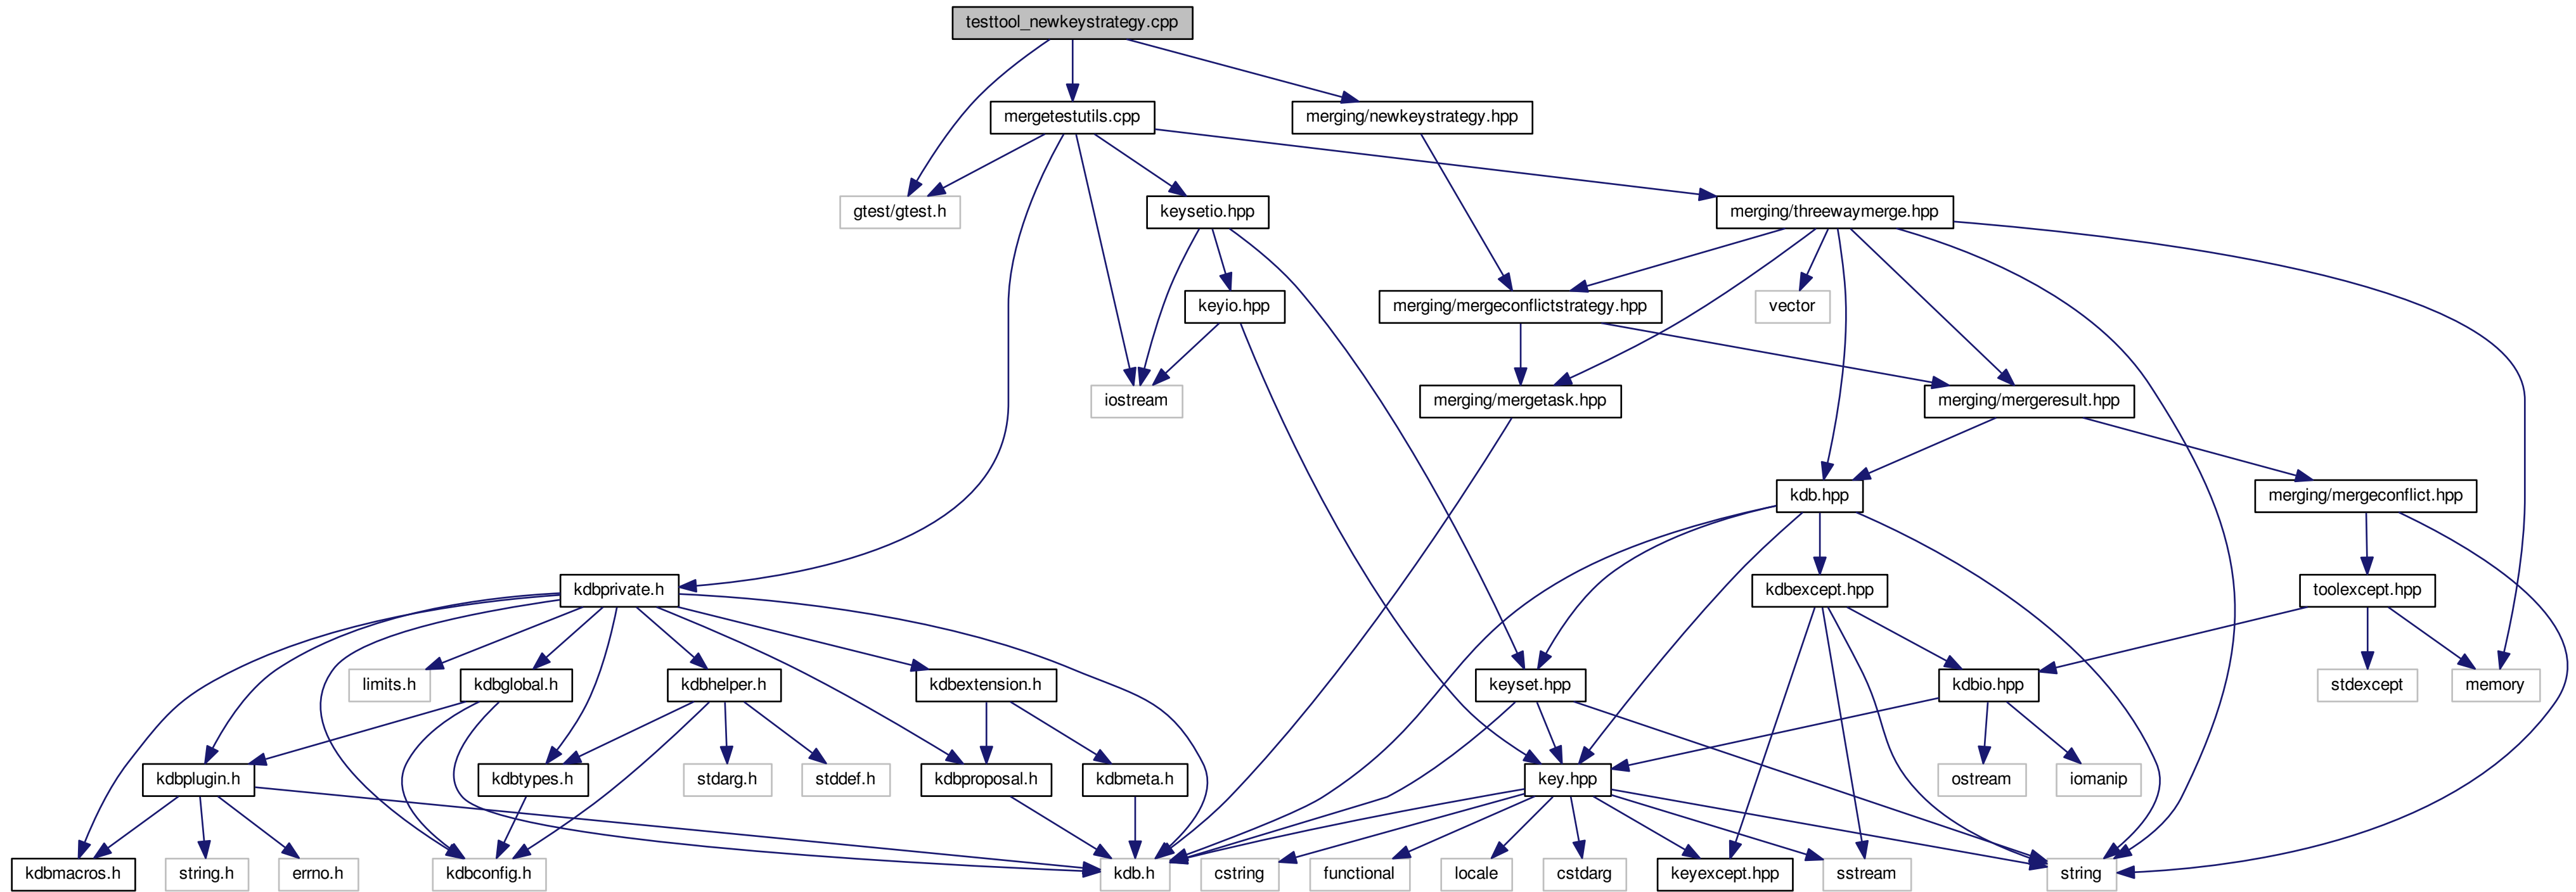 testtool_newkeystrategy.cpp
mergetestutils.cpp
merging/newkeystrategy.hpp
gtest/gtest.h
keysetio.hpp
merging/threewaymerge.hpp
keyio.hpp
merging/mergeconflictstrategy.hpp
vector
iostream
merging/mergetask.hpp
merging/mergeresult.hpp
kdb.hpp
merging/mergeconflict.hpp
kdbprivate.h
kdbexcept.hpp
toolexcept.hpp
limits.h
kdbglobal.h
kdbhelper.h
kdbextension.h
keyset.hpp
kdbio.hpp
stdexcept
memory
kdbplugin.h
kdbtypes.h
stdarg.h
stddef.h
kdbproposal.h
kdbmeta.h
key.hpp
ostream
iomanip
kdbmacros.h
string.h
errno.h
kdbconfig.h
kdb.h
cstring
functional
locale
cstdarg
keyexcept.hpp
sstream
string